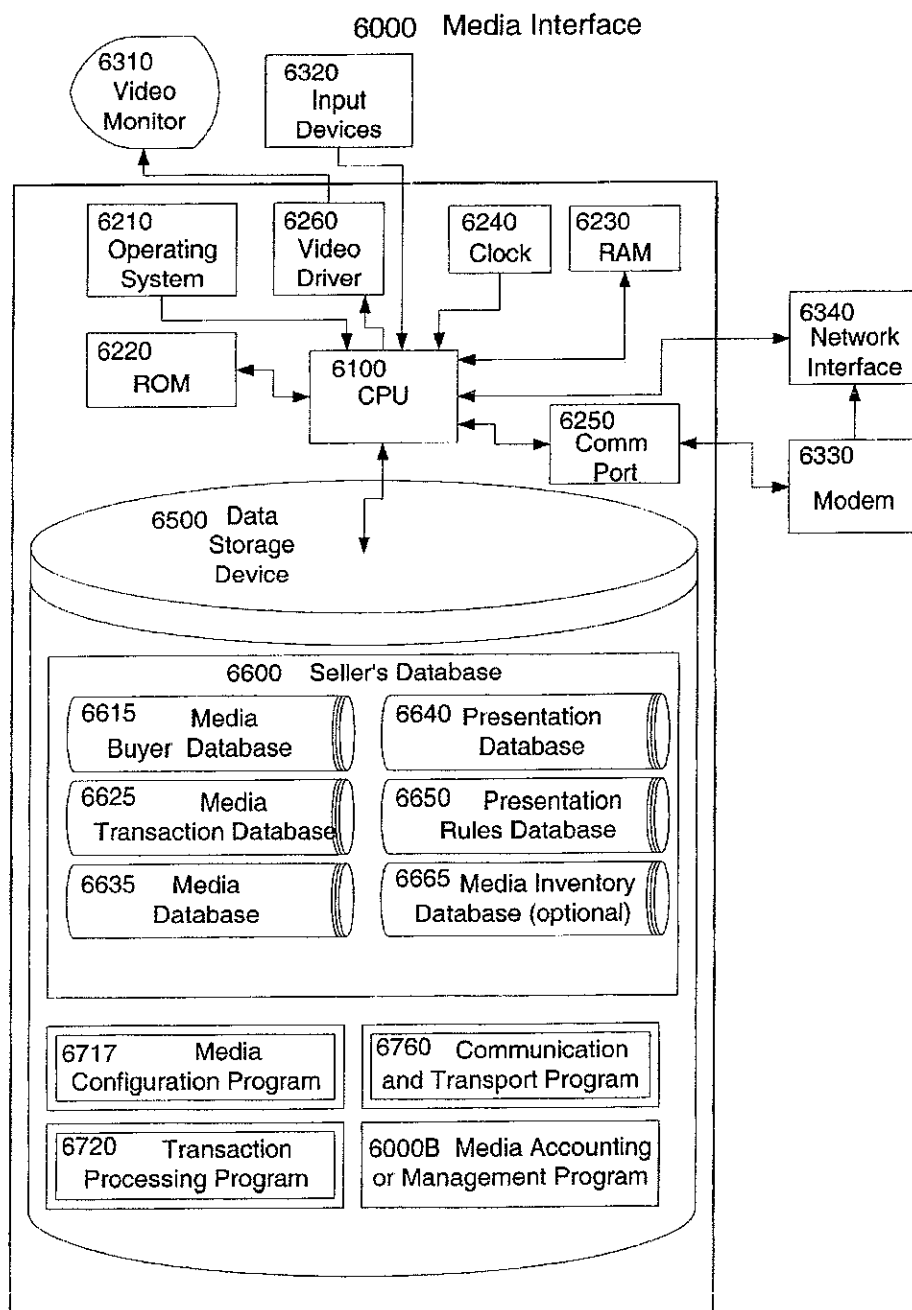 6000 Media Interface
6310
Video
Monitor
6320
Input
Devices
6210
Operating
System
6260
Video
Driver
6240
Clock
6230
RAM
6220
ROM
6100
CPU
6340
Network
Interface
6250
Comm
Port
6330
Modem
6500 Data
Storage
Device
6600 Seller's Database
6615 Media
Buyer Database
6640 Presentation
Database
6625 Media
Transaction Database
6650 Presentation
Rules Database
6635 Media
Database
6665 Media Inventory
Database (optional)
6717 Media
Configuration Program
6760 Communication
and Transport Program
6720 Transaction
Processing Program
6000B Media Accounting
or Management Program